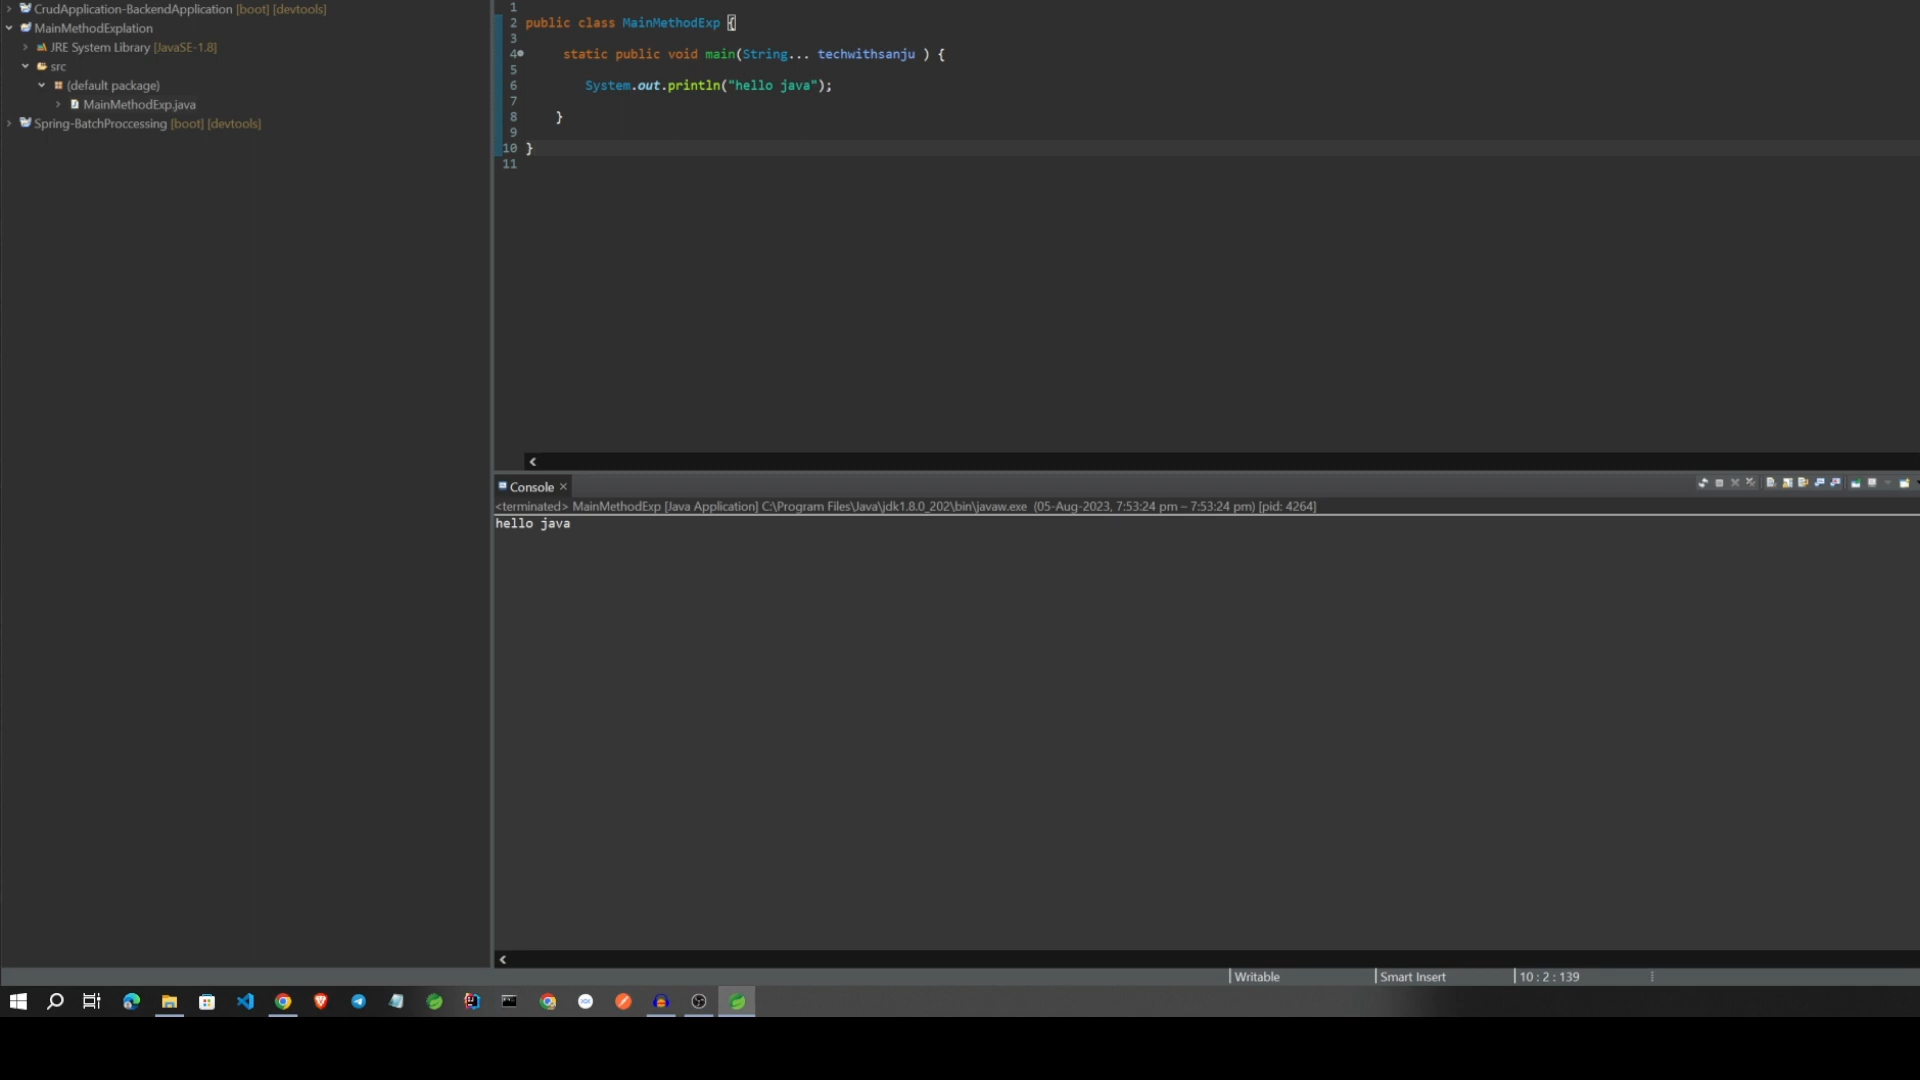 CrudApplication-BackendApplication [boot] [devtools]
MainMethodExplation
JRE System Library [JavaSE-1.8]
src
(default package)
MainMethodExp.java
Spring-BatchProccessing [boot] [devtools]
1
2 public class MainMethodExp {
3
4 static public void main(String... techwithsanju ) {
5
6 System.out.println("hello java");
7
8 }
9
10 }
11
Console
<terminated> MainMethodExp [Java Application] C:\Program Files\Java\jdk1.8.0_202\bin\javaw.exe (05-Aug-2023, 7:53:24 pm – 7:53:24 pm) [pid: 4264]
hello java
Writable Smart Insert 10 : 2 : 139